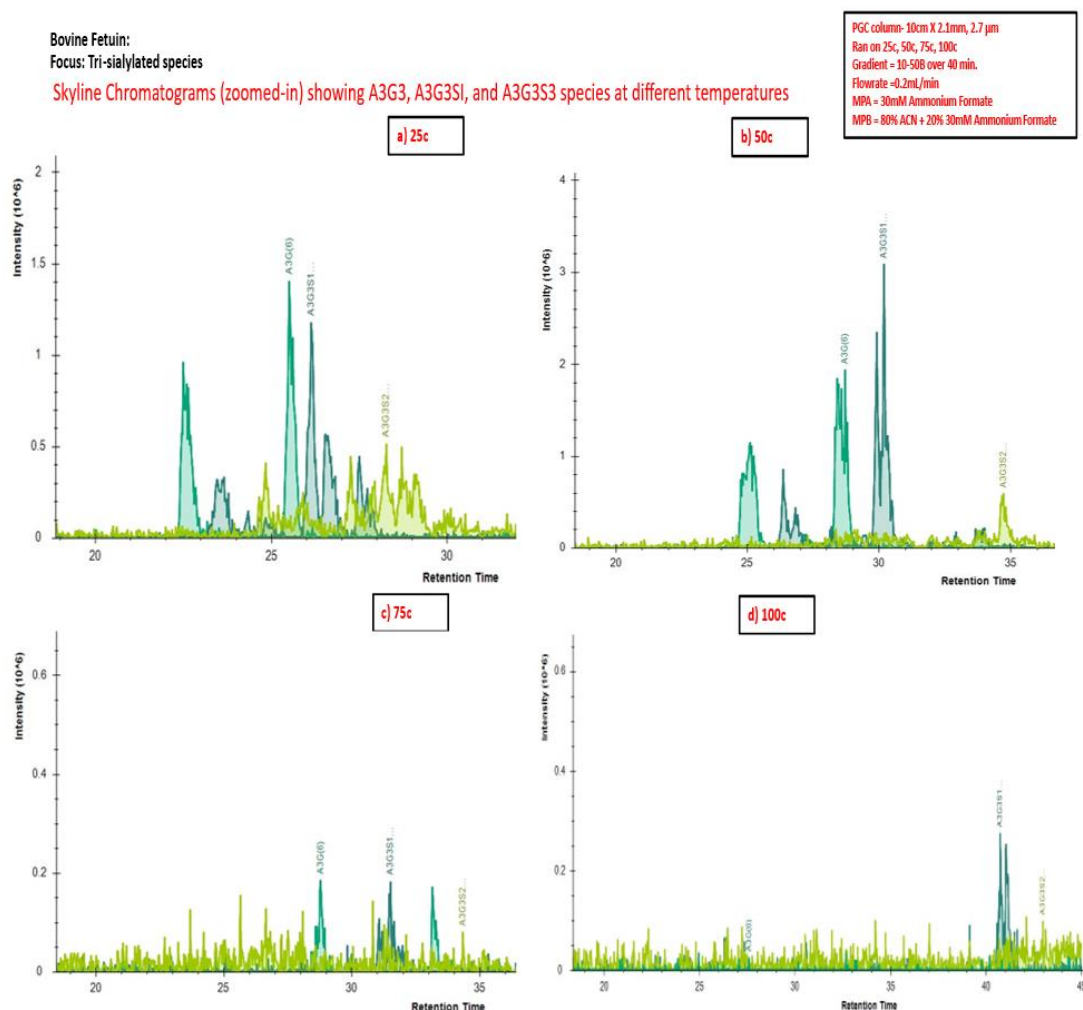 Bovine Fetuin:
Focus: Tri-sialylated species
Skyline Chromatograms (zoomed-in) showing A3G3, A3G3SI, and A3G3S3 species at different temperatures
PGC column- 10cm X 2.1mm, 2.7 µm
Ran on 25c, 50c, 75c, 100c
Gradient = 10-50B over 40 min.
Flowrate =0.2mL/min
MPA = 30mM Ammonium Formate
MPB = 80% ACN + 20% 30mM Ammonium Formate
a) 25c
Intensity (10^6)
2
1.5
1
0.5
0
A3G(6)
A3G3S1...
A3G3S2...
20
25
30
Retention Time
b) 50c
Intensity (10^6)
4
3
2
1
0
A3G(6)
A3G3S1...
A3G3S2...
20
25
30
35
Retention Time
c) 75c
Intensity (10^6)
0.6
0.4
0.2
0
A3G(6)
A3G3S1...
A3G3S2...
20
25
30
35
Retention Time
d) 100c
Intensity (10^6)
0.6
0.4
0.2
0
A3G(6)
A3G3S1...
A3G3S2...
20
25
30
35
40
45
Retention Time